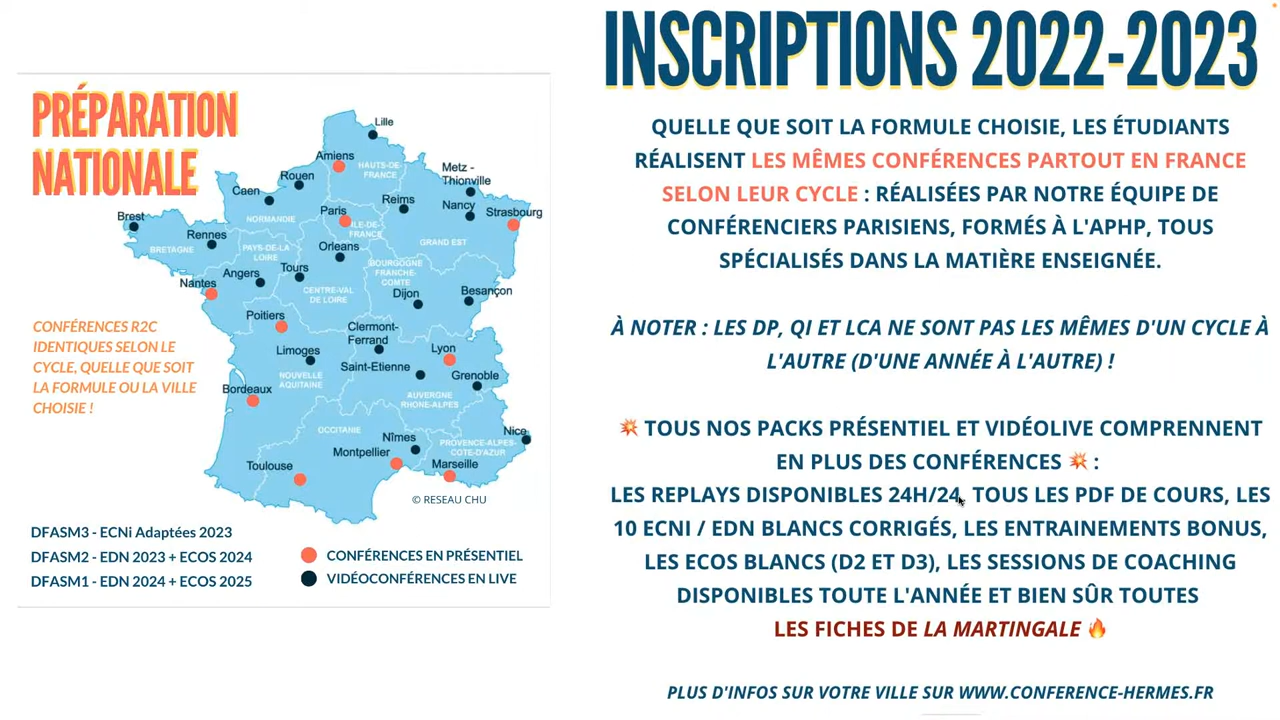 INSCRIPTIONS 2022-2023
PRÉPARATION
NATIONALE
Lille
Amiens
HAUTS-DE-
FRANCE
Rouen
Metz -
Thionville
Caen
Reims
Nancy
Strasbourg
Paris
NORMANDIE
ILE-DE-
FRANCE
Brest
Rennes
GRAND EST
BRETAGNE
PAYS-DE-LA
LOIRE
Orleans
BOURGOGNE
FRANCHE-
COMTE
Angers
Tours
Nantes
CENTRE-VAL
DE LOIRE
Dijon
Besançon
Poitiers
Clermont-
Ferrand
Limoges
Lyon
Saint-Etienne
NOUVELLE
AQUITAINE
Grenoble
Bordeaux
AUVERGNE
RHONE-ALPES
OCCITANIE
Nîmes
Nice
PROVENCE-ALPES-
COTE-D'AZUR
Montpellier
Toulouse
Marseille
© RESEAU CHU
CONFÉRENCES R2C
IDENTIQUES SELON LE
CYCLE, QUELLE QUE SOIT
LA FORMULE OU LA VILLE
CHOISIE !
DFASM3 - ECNi Adaptées 2023
DFASM2 - EDN 2023 + ECOS 2024
DFASM1 - EDN 2024 + ECOS 2025
CONFÉRENCES EN PRÉSENTIEL
VIDÉOCONFÉRENCES EN LIVE
QUELLE QUE SOIT LA FORMULE CHOISIE, LES ÉTUDIANTS
RÉALISENT LES MÊMES CONFÉRENCES PARTOUT EN FRANCE
SELON LEUR CYCLE : RÉALISÉES PAR NOTRE ÉQUIPE DE
CONFÉRENCIERS PARISIENS, FORMÉS À L'APHP, TOUS
SPÉCIALISÉS DANS LA MATIÈRE ENSEIGNÉE.
À NOTER : LES DP, QI ET LCA NE SONT PAS LES MÊMES D'UN CYCLE À
L'AUTRE (D'UNE ANNÉE À L'AUTRE) !
💥 TOUS NOS PACKS PRÉSENTIEL ET VIDÉOLIVE COMPRENNENT
EN PLUS DES CONFÉRENCES 💥 :
LES REPLAYS DISPONIBLES 24H/24, TOUS LES PDF DE COURS, LES
10 ECNI / EDN BLANCS CORRIGÉS, LES ENTRAINEMENTS BONUS,
LES ECOS BLANCS (D2 ET D3), LES SESSIONS DE COACHING
DISPONIBLES TOUTE L'ANNÉE ET BIEN SÛR TOUTES
LES FICHES DE LA MARTINGALE 🔥
PLUS D'INFOS SUR VOTRE VILLE SUR WWW.CONFERENCE-HERMES.FR